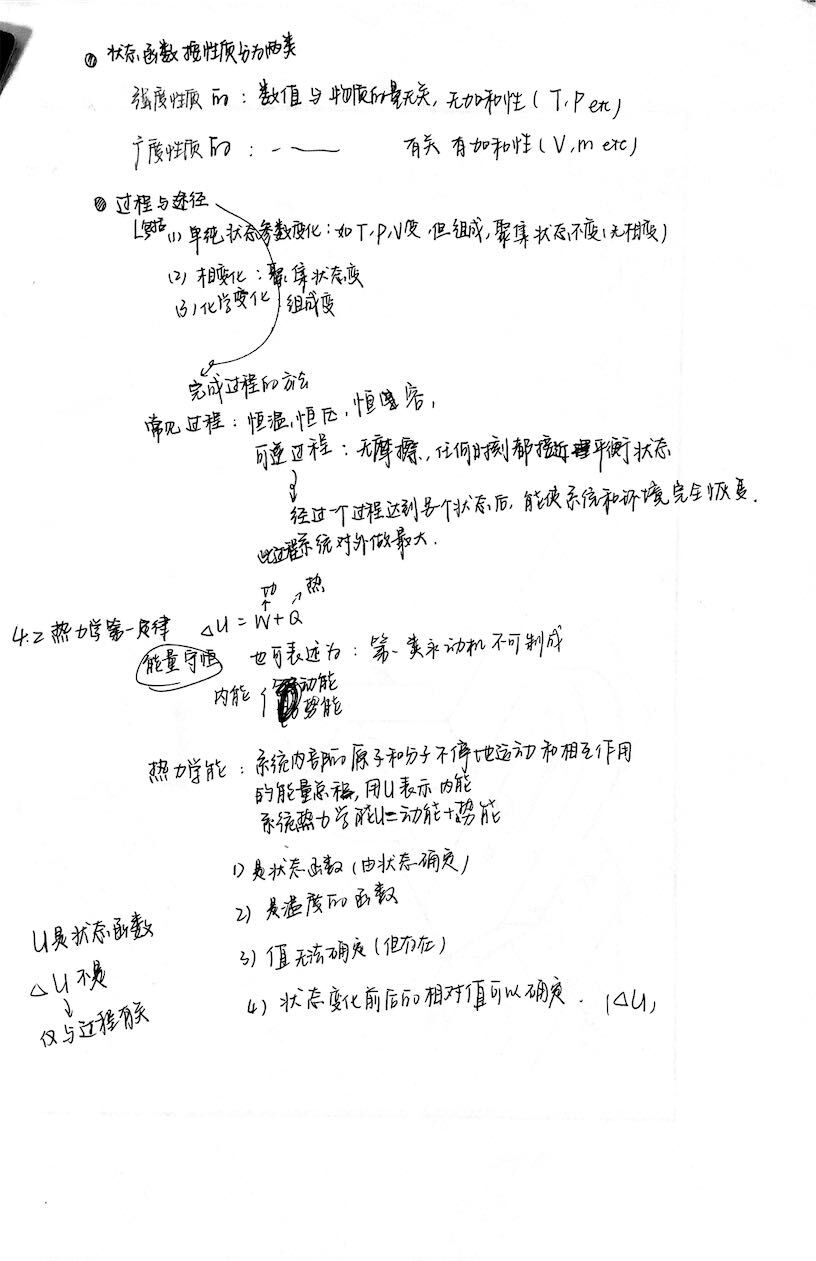 状态函数按性质分为两类
强度性质的：数值与物质的量无关，无加和性（T，P etc）
广度性质的：－—— 有关 有加和性（V，m etc）
过程与途径
包括（1）单纯状态参数变化：如T，P，V变，但组成，聚集状态不变（无相变）
（2）相变化：聚集状态变
（3）化学变化：组成变
完成过程的方法
常见过程：恒温，恒压，恒容，
可逆过程：无摩擦，任何时刻都接近平衡状态
经过一个过程达到另个状态后，能使系统和环境完全恢复．
此过程系统对外做最大．
功 热
4.2 热力学第一定律 △U = W + Q
能量守恒 也可表述为：第一类永动机不可制成
内能 动能
势能
热力学能：系统内部的原子和分子不停地运动和相互作用
的能量总和，用U表示 内能
系统热力学能U=动能+势能
1）是状态函数（由状态确定）
2）是温度的函数
U是状态函数
3）值无法确定（但存在）
△U不是
4）状态变化前后的相对值可以确定．（△U）
仅与过程有关